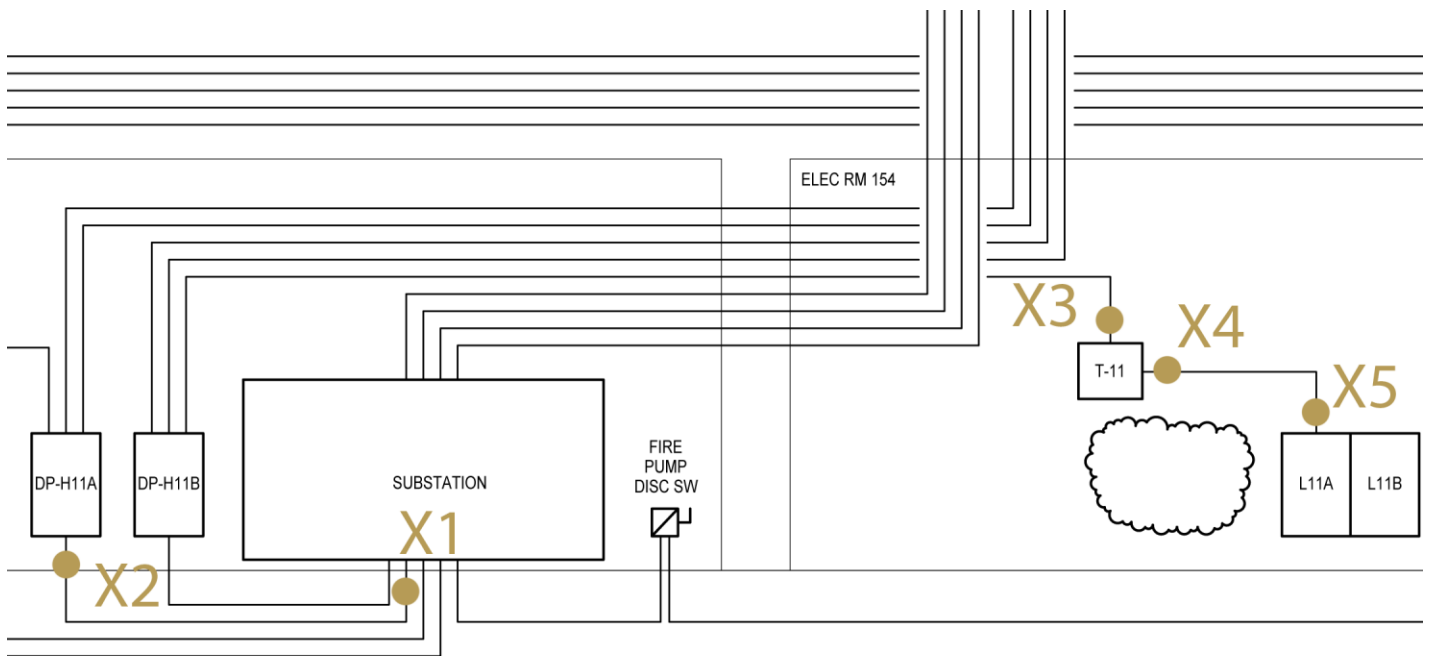 ELEC RM 154
X3
X4
T-11
X5
DP-H11A
DP-H11B
SUBSTATION
FIRE
PUMP
DISC SW
L11A
L11B
X1
X2